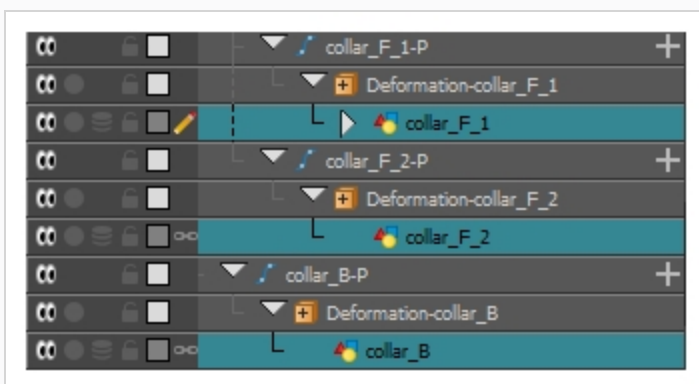 collar_F_1-P
Deformation-collar_F_1
collar_F_1
collar_F_2-P
Deformation-collar_F_2
collar_F_2
collar_B-P
Deformation-collar_B
collar_B